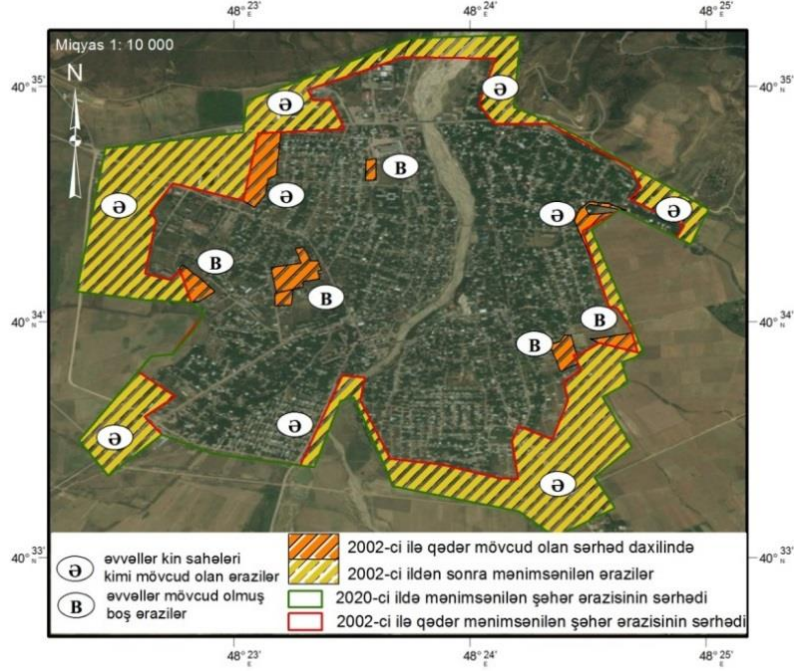 48° 23' E
48° 24' E
48° 25' E
Miqyas 1: 10 000
N
40° 35' N
40° 35' N
Ə
Ə
B
Ə
Ə
Ə
Ə
B
B
40° 34' N
40° 34' N
B
B
Ə
Ə
Ə
Ə əvvəllər kin sahələri
kimi mövcud olan ərazilər
B əvvəllər mövcud olmuş
boş ərazilər
2002-ci ilə qədər mövcud olan sərhəd daxilində
2002-ci ildən sonra mənimsənilən ərazilər
2020-ci ildə mənimsənilən şəhər ərazisinin sərhədi
2002-ci ilə qədər mənimsənilən şəhər ərazisinin sərhədi
40° 33' N
40° 33' N
48° 23' E
48° 24' E
48° 25' E